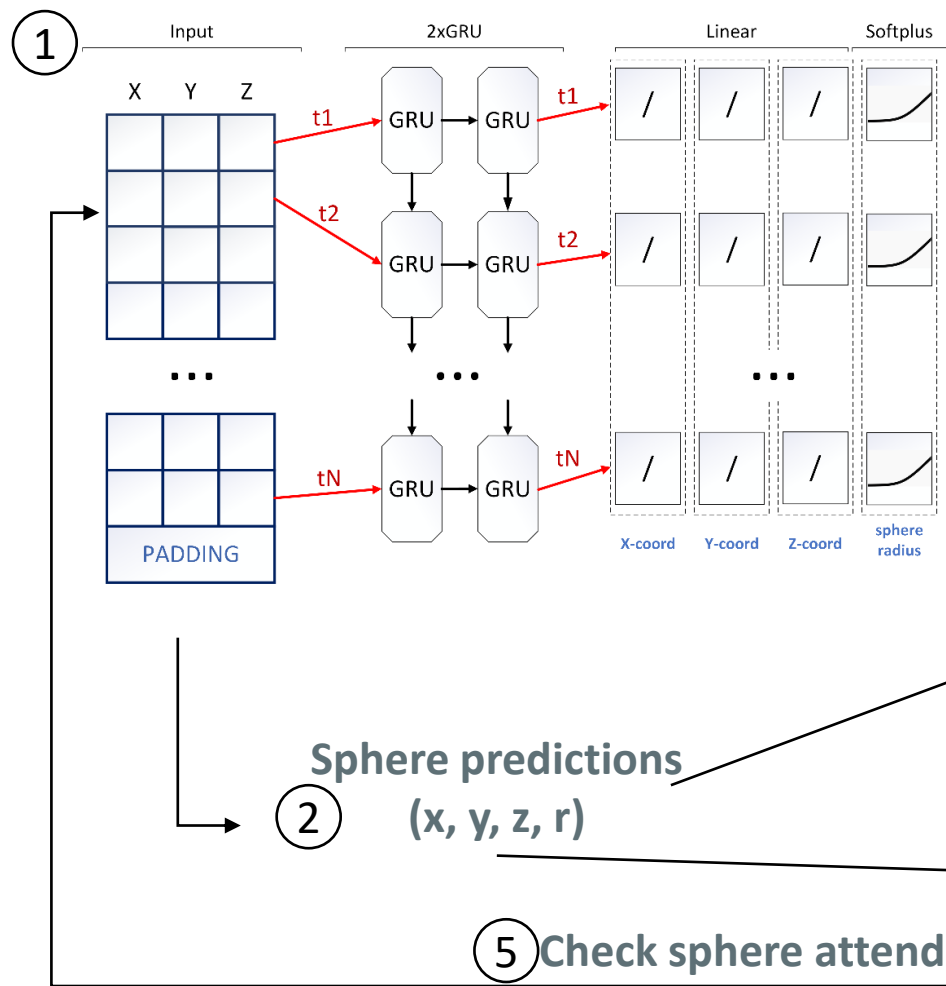 1
Input
2xGRU
Linear
Softplus
X Y Z
t1
GRU
GRU
t1
/
/
/
t2
GRU
GRU
t2
/
/
/
...
...
...
tN
GRU
GRU
tN
/
/
/
PADDING
X-coord
Y-coord
Z-coord
sphere
radius
Sphere predictions
2
(x, y, z, r)
5
Check sphere attend